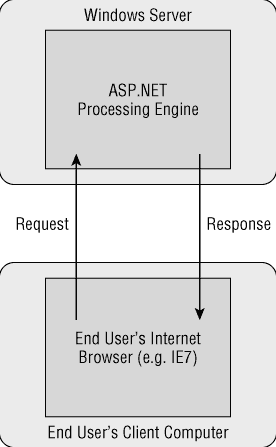 Windows Server
ASP.NET
Processing Engine
Request
Response
End User's Internet
Browser (e.g. IE7)
End User's Client Computer